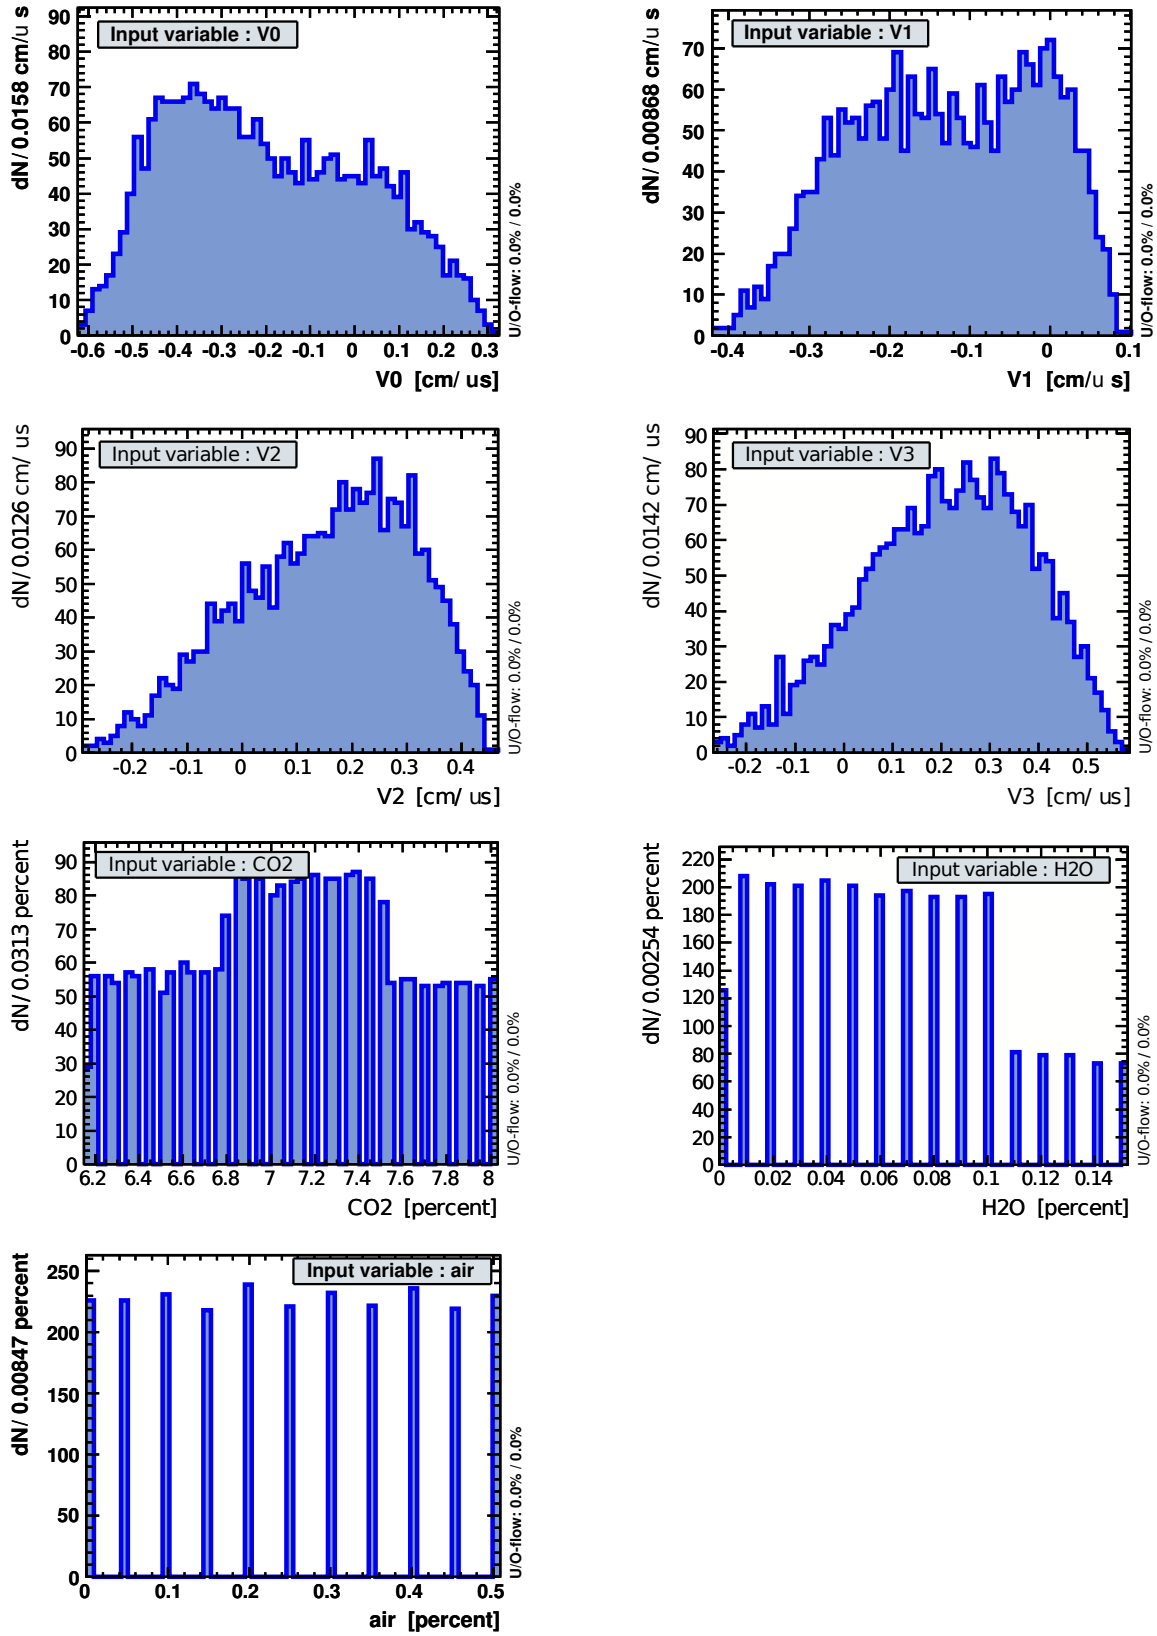 Input variable : V0
dN/ 0.0158 cm/u s
90
80
70
60
50
40
30
20
10
0
-0.6 -0.5 -0.4 -0.3 -0.2 -0.1 0 0.1 0.2 0.3
V0 [cm/ us]
U/O-flow: 0.0% / 0.0%
Input variable : V1
dN/ 0.00868 cm/u s
70
60
50
40
30
20
10
0
-0.4 -0.3 -0.2 -0.1 0 0.1
V1 [cm/u s]
U/O-flow: 0.0% / 0.0%
Input variable : V2
dN/ 0.0126 cm/ us
90
80
70
60
50
40
30
20
10
0
-0.2 -0.1 0 0.1 0.2 0.3 0.4
V2 [cm/ us]
U/O-flow: 0.0% / 0.0%
Input variable : V3
dN/ 0.0142 cm/ us
90
80
70
60
50
40
30
20
10
0
-0.2 -0.1 0 0.1 0.2 0.3 0.4 0.5
V3 [cm/ us]
U/O-flow: 0.0% / 0.0%
Input variable : CO2
dN/ 0.0313 percent
90
80
70
60
50
40
30
20
10
0
6.2 6.4 6.6 6.8 7 7.2 7.4 7.6 7.8 8
CO2 [percent]
U/O-flow: 0.0% / 0.0%
Input variable : H2O
dN/ 0.00254 percent
220
200
180
160
140
120
100
80
60
40
20
0
0 0.02 0.04 0.06 0.08 0.1 0.12 0.14
H2O [percent]
U/O-flow: 0.0% / 0.0%
Input variable : air
dN/ 0.00847 percent
250
200
150
100
50
0
0 0.1 0.2 0.3 0.4 0.5
air [percent]
U/O-flow: 0.0% / 0.0%